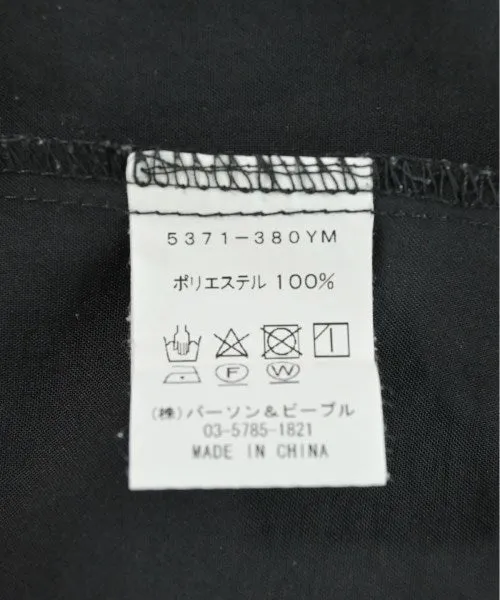 5371-380YM
ポリエステル 100%
F W
(株)パーソン&ピープル
03-5785-1821
MADE IN CHINA